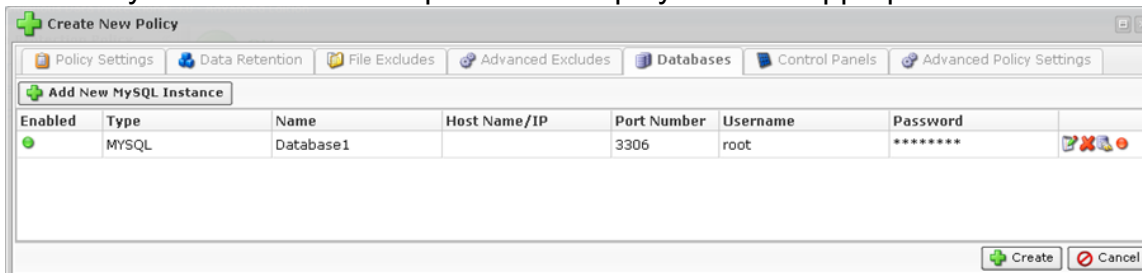 Create New Policy
Policy Settings Data Retention File Excludes Advanced Excludes Databases Control Panels Advanced Policy Settings
Add New MySQL Instance
Enabled Type Name Host Name/IP Port Number Username Password
MYSQL Database1 3306 root ********
Create Cancel